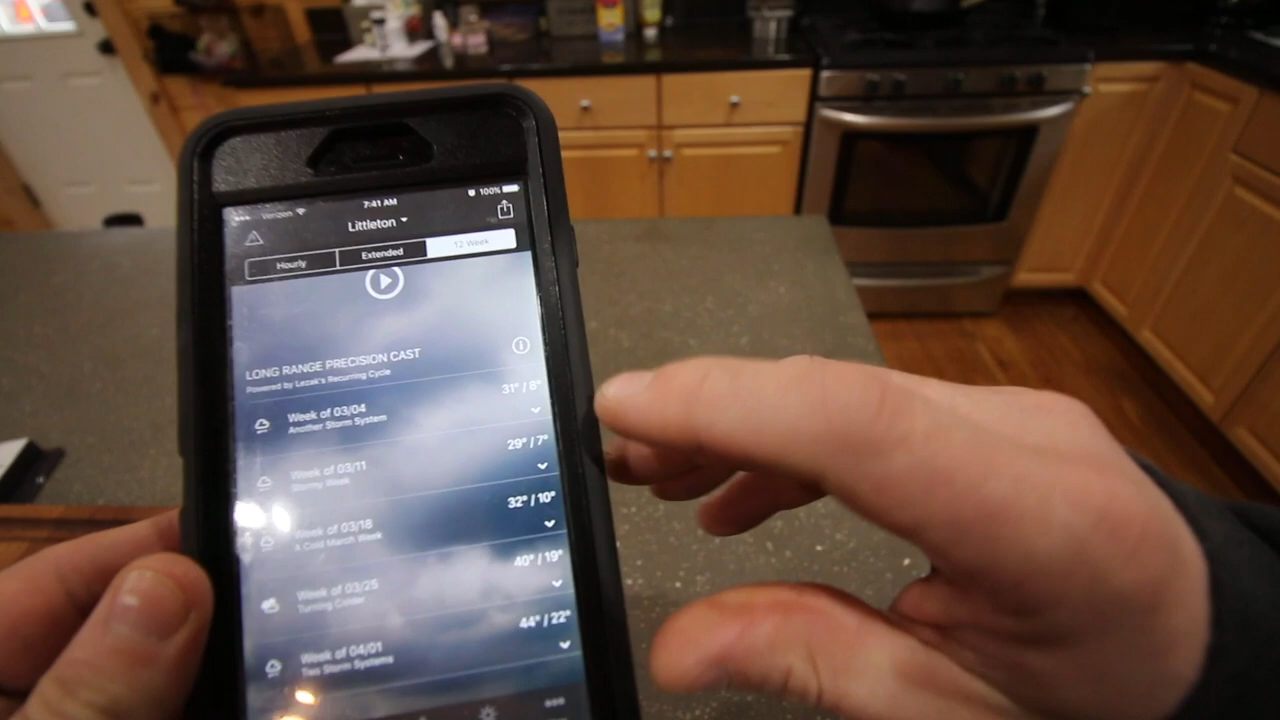 Verizon
7:41 AM
100%
Littleton
Hourly
Extended
12 Week
LONG RANGE PRECISION CAST
Powered by Lezak's Recurring Cycle
31° / 8°
Week of 03/04
Another Storm System
29° / 7°
Week of 03/11
Stormy Week
32° / 10°
Week of 03/18
A Cold March Week
40° / 19°
Week of 03/25
Turning Colder
44° / 22°
Week of 04/01
Two Storm Systems